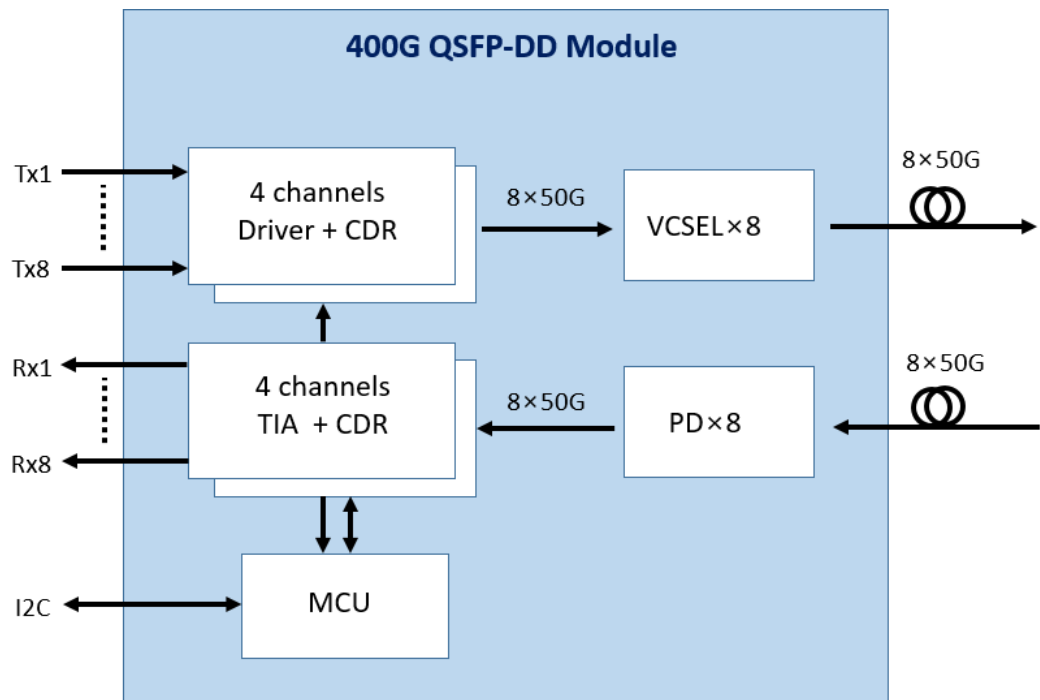 400G QSFP-DD Module
Tx1
Tx8
4 channels
Driver + CDR
8×50G
VCSEL×8
8×50G
Rx1
Rx8
4 channels
TIA + CDR
8×50G
PD×8
8×50G
I2C
MCU